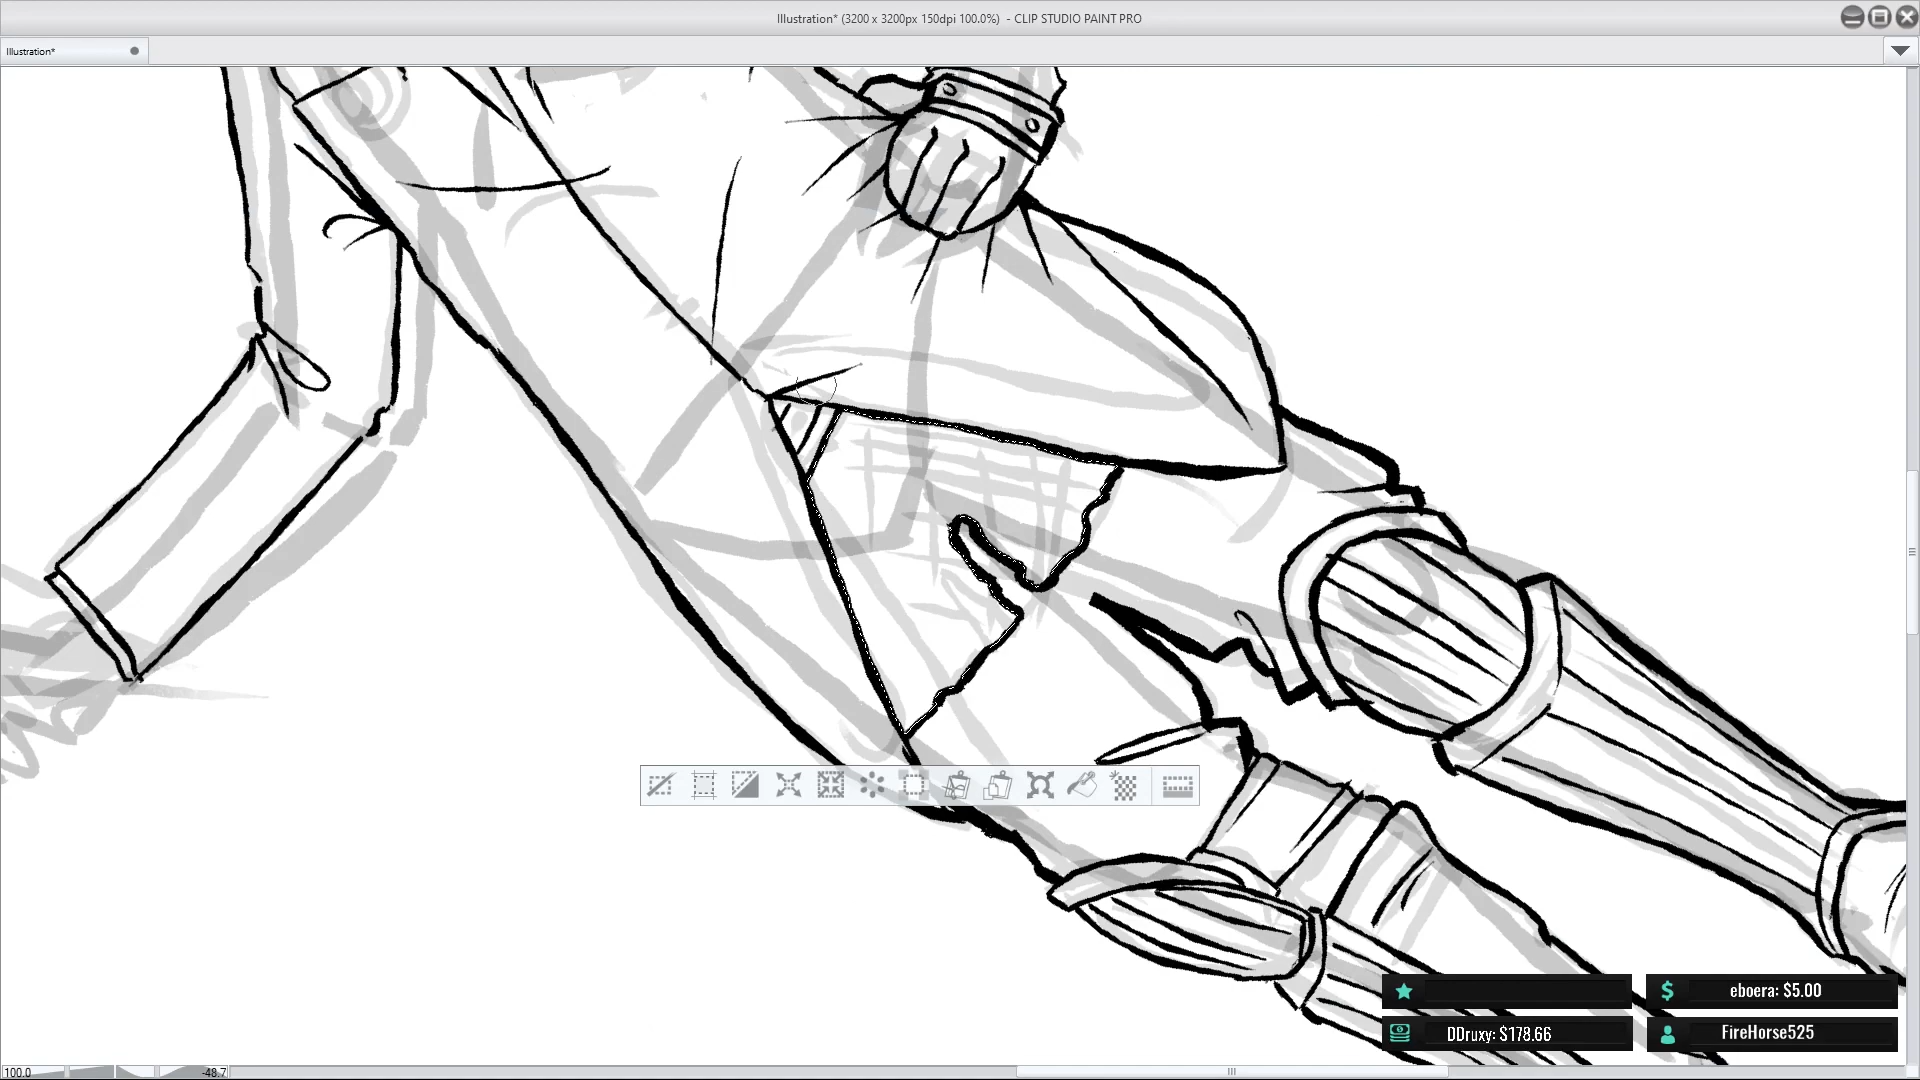 Illustration* (3200 x 3200px 150dpi 100.0%) - CLIP STUDIO PAINT PRO
Illustration*
eboera: $5.00
DDruxy: $178.66
FireHorse525
100.0
-48.7